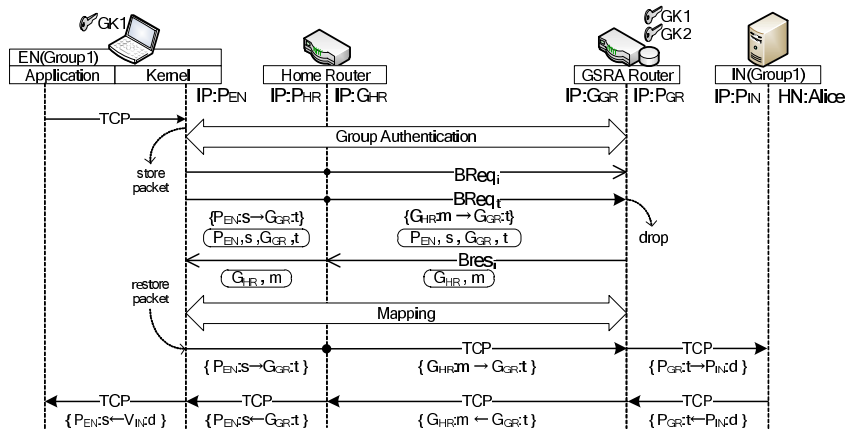 GK1
GK1
GK2
EN(Group1)
Application
Kernel
Home Router
GSRA Router
IN(Group1)
IP:PEN
IP:PHR
IP:GHR
IP:GGR
IP:PGR
IP:PIN
HN:Alice
TCP
Group Authentication
store
packet
BReqi
BReqt
{PEN:s→GGR:t}
{GHR:m → GGR:t}
PEN, s, GGR, t
PEN, s, GGR, t
drop
Bresi
GHR, m
GHR, m
restore
packet
Mapping
TCP
TCP
{ PEN:s→GGR:t }
{ GHR:m → GGR:t }
{ PGR:t→PIN:d }
TCP
TCP
TCP
TCP
{ PEN:s←VIN:d }
{ PEN:s←GGR:t }
{ GHR:m ← GGR:t }
{ PGR:t←PIN:d }